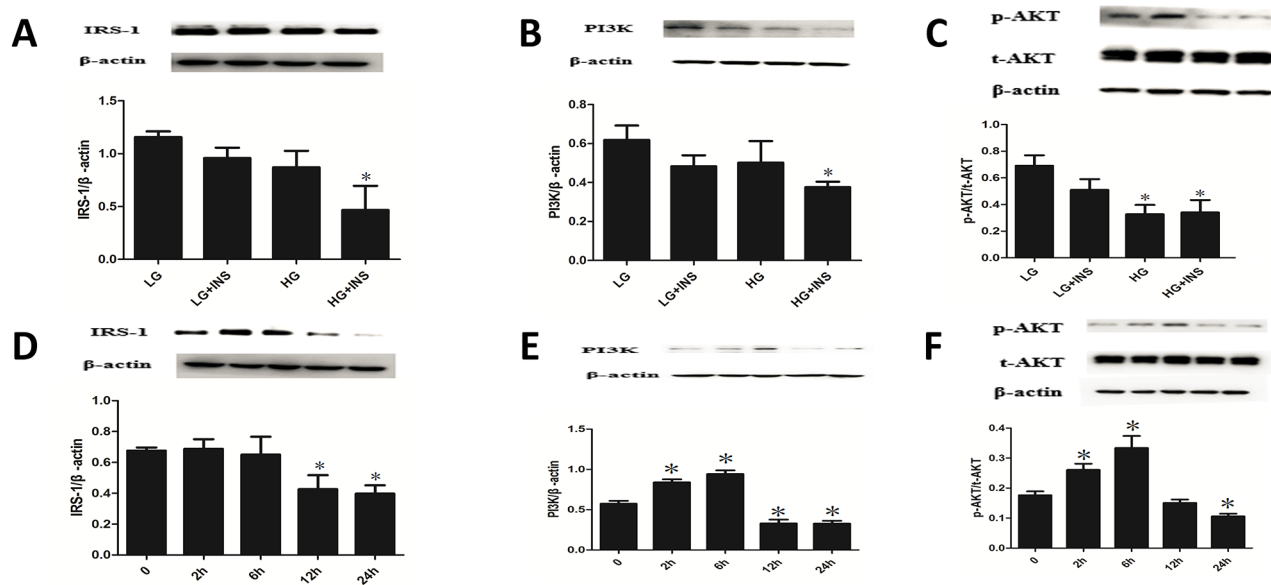 A
IRS-1
β-actin
IRS-1/β -actin
1.5
1.0
0.5
0.0
LG
LG+INS
HG
HG+INS
*
B
PI3K
β-actin
PI3K/β -actin
0.8
0.6
0.4
0.2
0.0
LG
LG+INS
HG
HG+INS
*
C
p-AKT
t-AKT
β-actin
p-AKT/t-AKT
1.0
0.8
0.6
0.4
0.2
0.0
LG
LG+INS
HG
HG+INS
*
*
D
IRS-1
β-actin
IRS-1/β -actin
1.0
0.8
0.6
0.4
0.2
0.0
0
2h
6h
12h
24h
*
*
E
PI3K
β-actin
PI3K/β -actin
1.5
1.0
0.5
0.0
0
2h
6h
12h
24h
*
*
*
*
F
p-AKT
t-AKT
β-actin
p-AKT/t-AKT
0.4
0.3
0.2
0.1
0.0
0
2h
6h
12h
24h
*
*
*